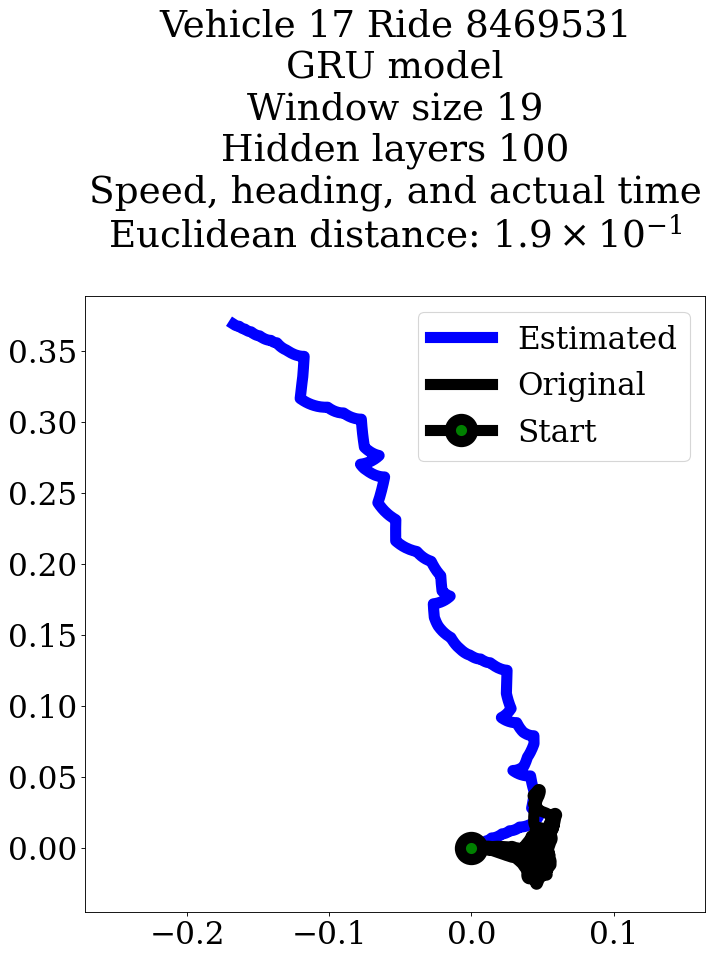 Vehicle 17 Ride 8469531
GRU model
Window size 19
Hidden layers 100
Speed, heading, and actual time
Euclidean distance: 1.9 × 10⁻¹
Estimated
Original
Start
0.35
0.30
0.25
0.20
0.15
0.10
0.05
0.00
−0.2 −0.1 0.0 0.1